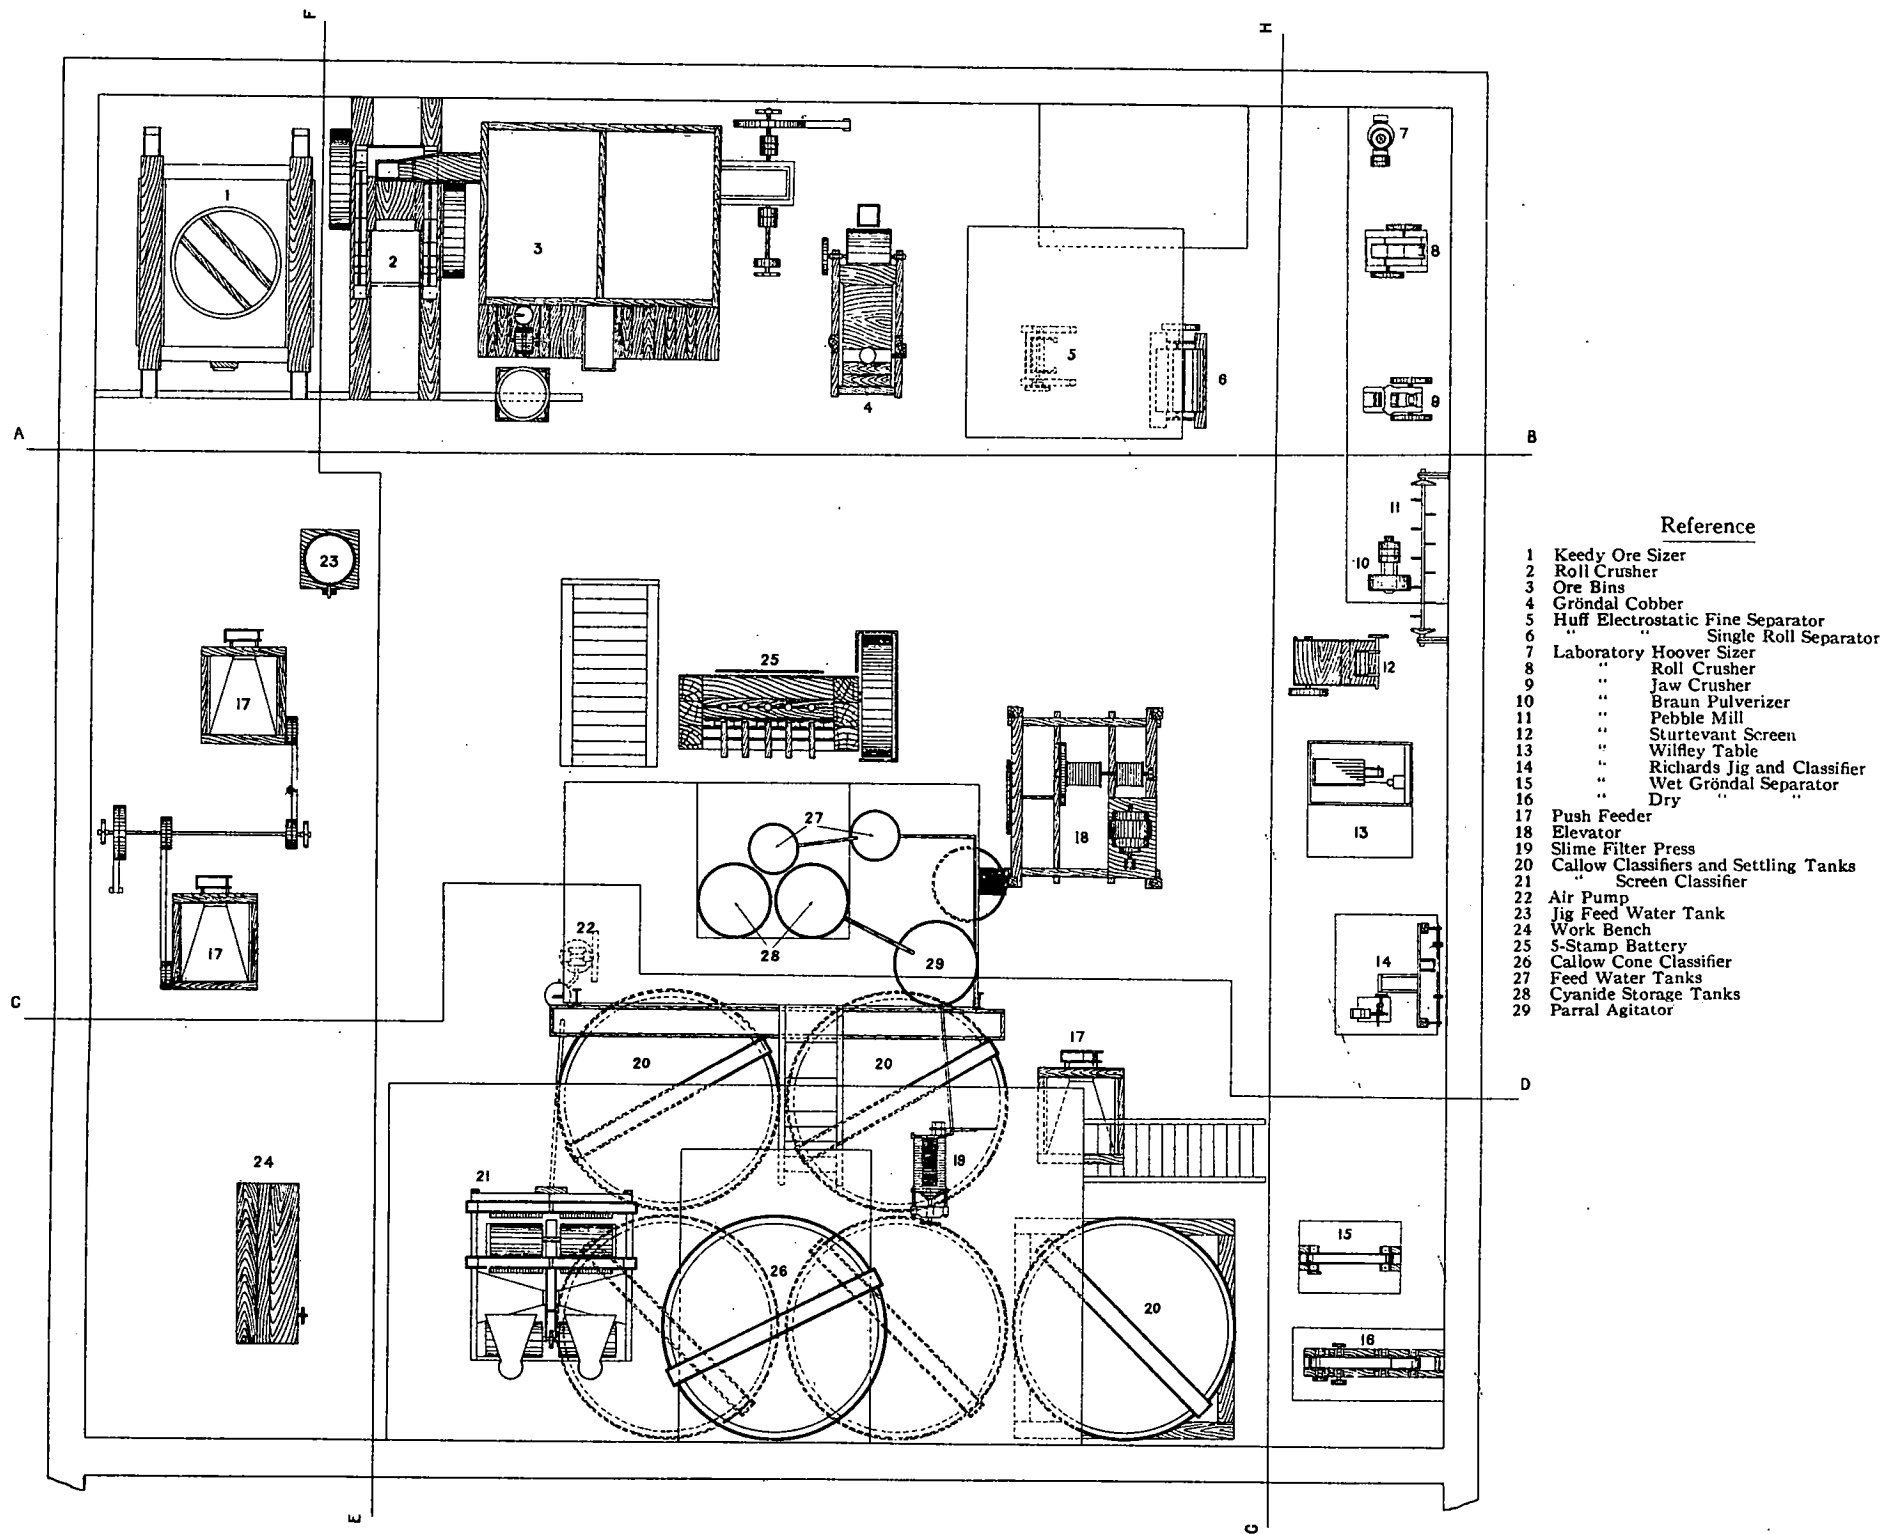 F
H
1
2
3
4
5
6
7
8
9
A
B
10
11
12
23
17
25
13
18
27
28
22
29
14
17
C
20
20
17
D
24
21
19
15
26
20
16
E
G
Reference
1 Keedy Ore Sizer
2 Roll Crusher
3 Ore Bins
4 Gröndal Cobber
5 Huff Electrostatic Fine Separator
6 " " Single Roll Separator
7 Laboratory Hoover Sizer
8 " Roll Crusher
9 " Jaw Crusher
10 " Braun Pulverizer
11 " Pebble Mill
12 " Sturtevant Screen
13 " Wilfley Table
14 " Richards Jig and Classifier
15 " Wet Gröndal Separator
16 " Dry " "
17 Push Feeder
18 Elevator
19 Slime Filter Press
20 Callow Classifiers and Settling Tanks
21 " Screen Classifier
22 Air Pump
23 Jig Feed Water Tank
24 Work Bench
25 5-Stamp Battery
26 Callow Cone Classifier
27 Feed Water Tanks
28 Cyanide Storage Tanks
29 Parral Agitator